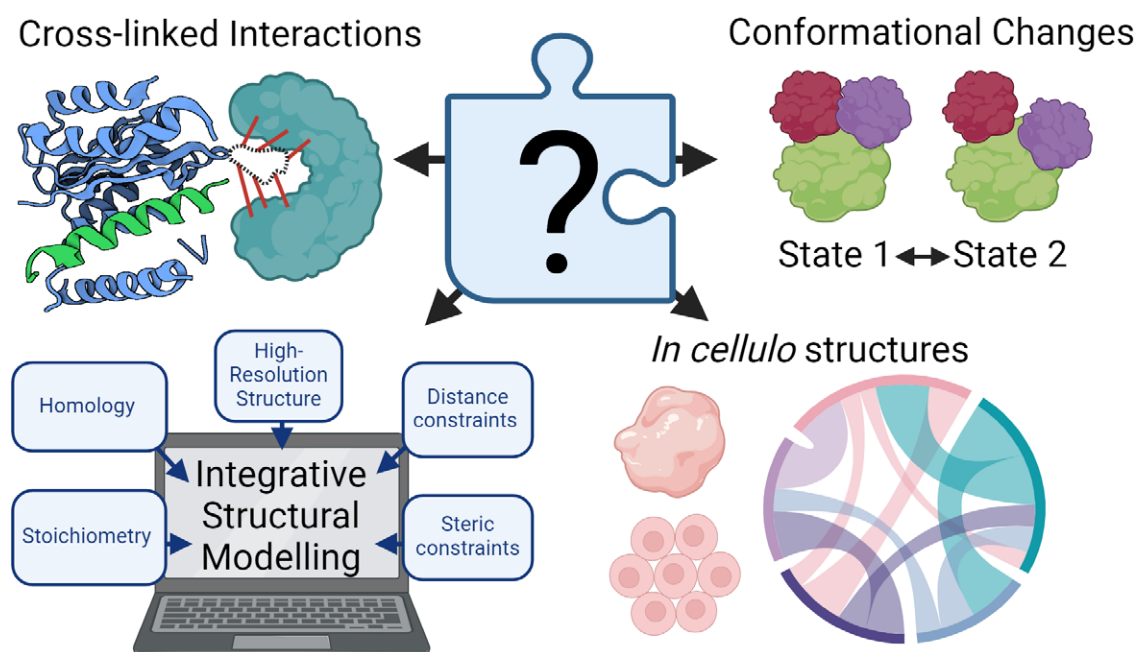 Cross-linked Interactions
Conformational Changes
?
State 1
State 2
High-
Resolution
Structure
Homology
Distance
constraints
Integrative
Structural
Modelling
Stoichiometry
Steric
constraints
In cellulo structures